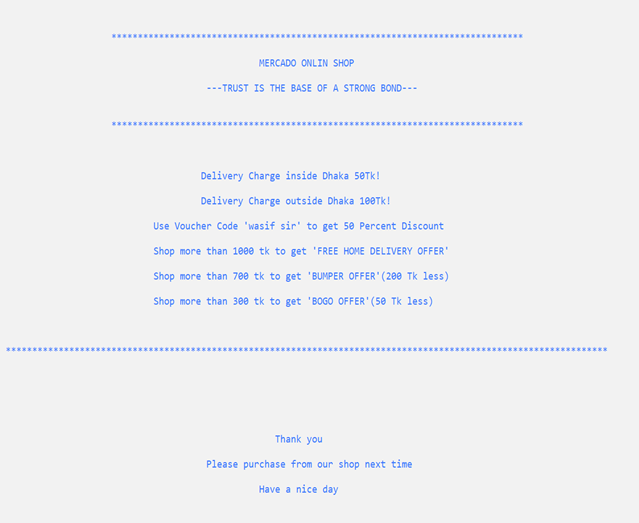 ******************************************************************************
MERCADO ONLIN SHOP
---TRUST IS THE BASE OF A STRONG BOND---
******************************************************************************
Delivery Charge inside Dhaka 50Tk!
Delivery Charge outside Dhaka 100Tk!
Use Voucher Code 'wasif sir' to get 50 Percent Discount
Shop more than 1000 tk to get 'FREE HOME DELIVERY OFFER'
Shop more than 700 tk to get 'BUMPER OFFER'(200 Tk less)
Shop more than 300 tk to get 'BOGO OFFER'(50 Tk less)
******************************************************************************************************************
Thank you
Please purchase from our shop next time
Have a nice day